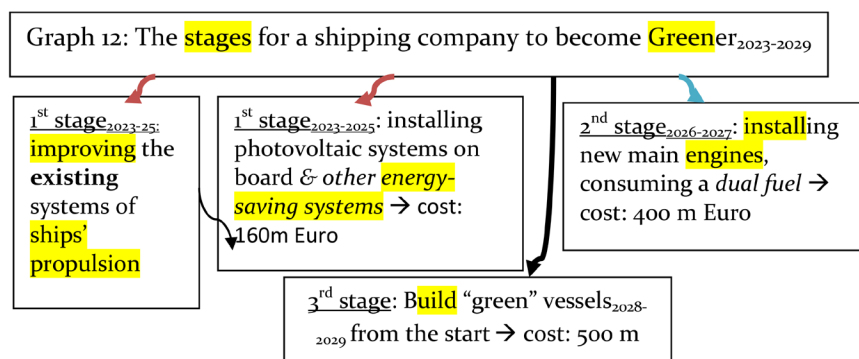 Graph 12: The stages for a shipping company to become Greener2023-2029
1st stage2023-25:
improving the
existing
systems of
ships’
propulsion
1st stage2023-2025: installing
photovoltaic systems on
board & other energy-
saving systems → cost:
160m Euro
2nd stage2026-2027: installing
new main engines,
consuming a dual fuel →
cost: 400 m Euro
3rd stage: Build “green” vessels2028-
2029 from the start → cost: 500 m